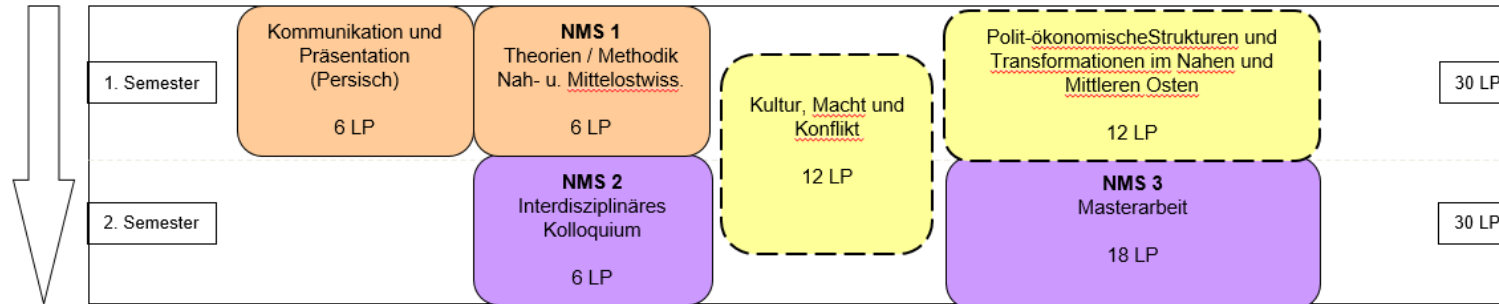 1. Semester
Kommunikation und
Präsentation
(Persisch)
6 LP
NMS 1
Theorien / Methodik
Nah- u. Mittelostwiss.
6 LP
Kultur, Macht und
Konflikt
12 LP
Polit-ökonomischeStrukturen und
Transformationen im Nahen und
Mittleren Osten
12 LP
30 LP
2. Semester
NMS 2
Interdisziplinäres
Kolloquium
6 LP
NMS 3
Masterarbeit
18 LP
30 LP